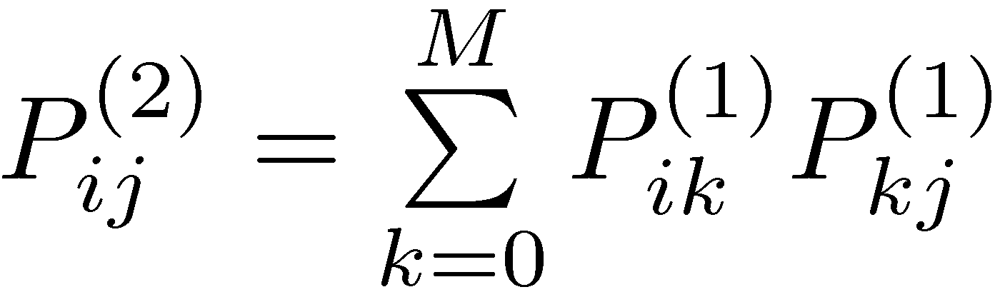 P_{ij}^{(2)} = \sum_{k=0}^{M} P_{ik}^{(1)} P_{kj}^{(1)}